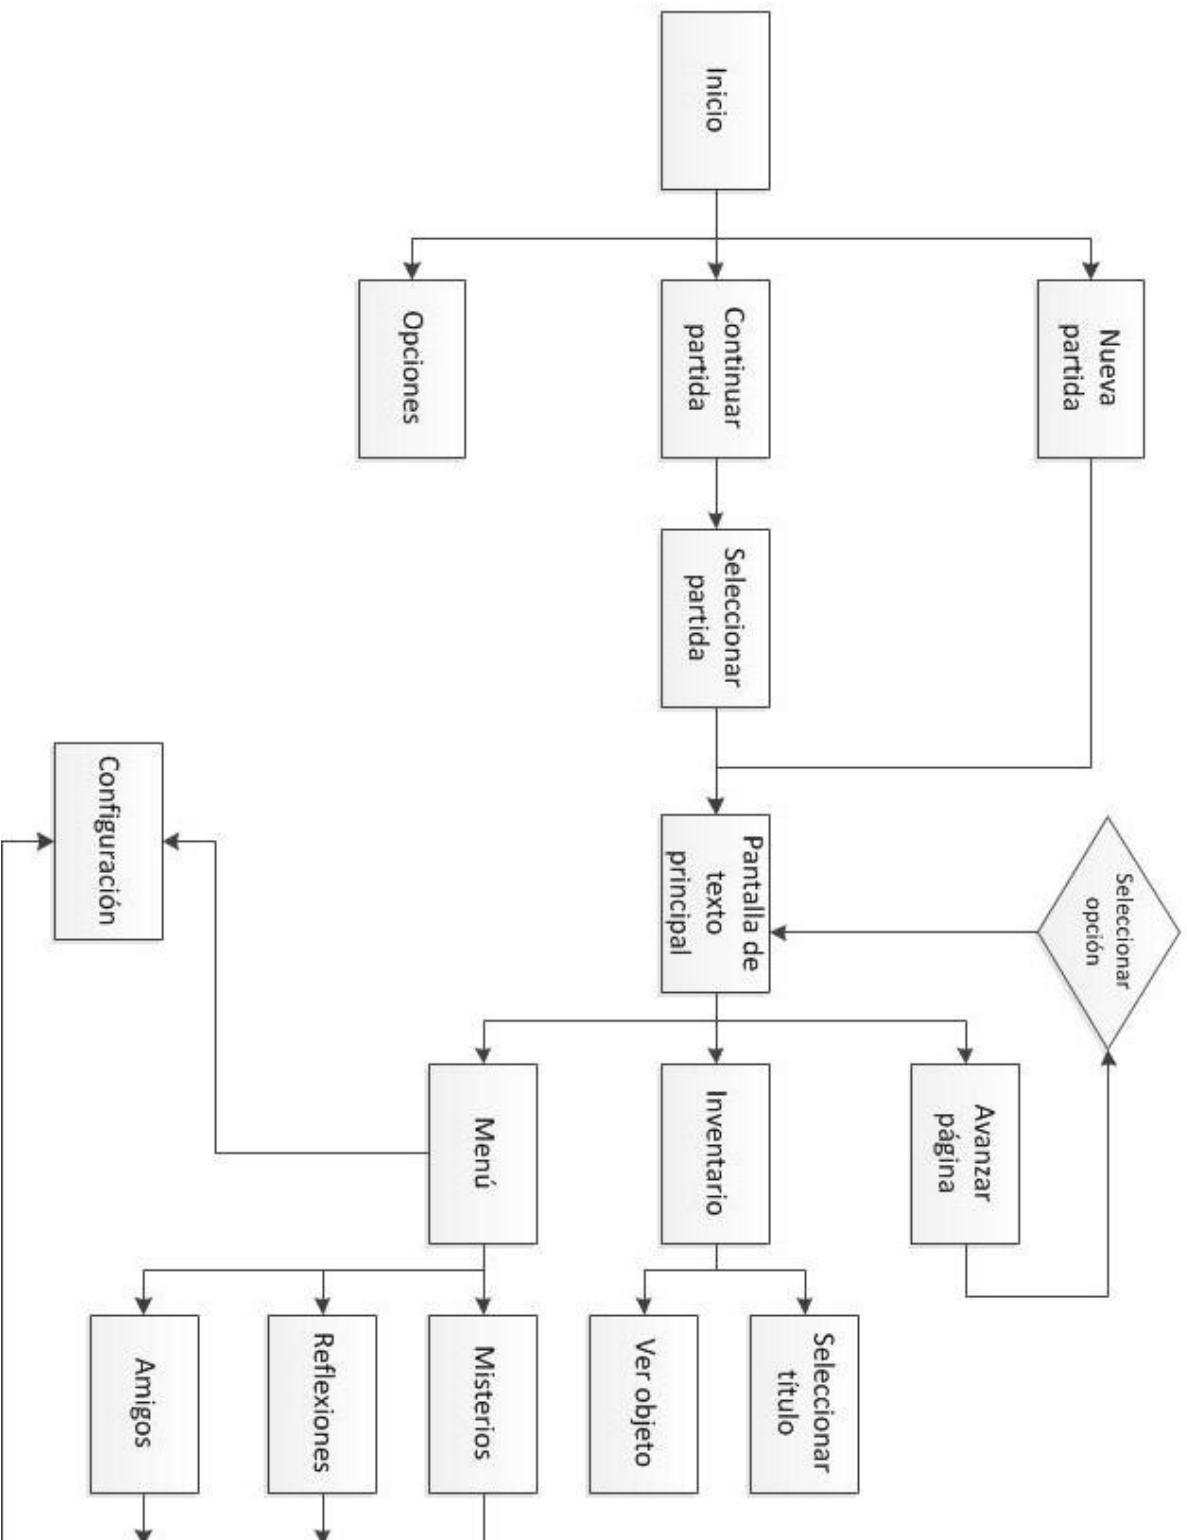 Inicio
Nueva
partida
Continuar
partida
Opciones
Seleccionar
partida
Seleccionar
opción
Pantalla de
texto
principal
Configuración
Avanzar
página
Inventario
Menú
Seleccionar
título
Ver objeto
Misterios
Reflexiones
Amigos